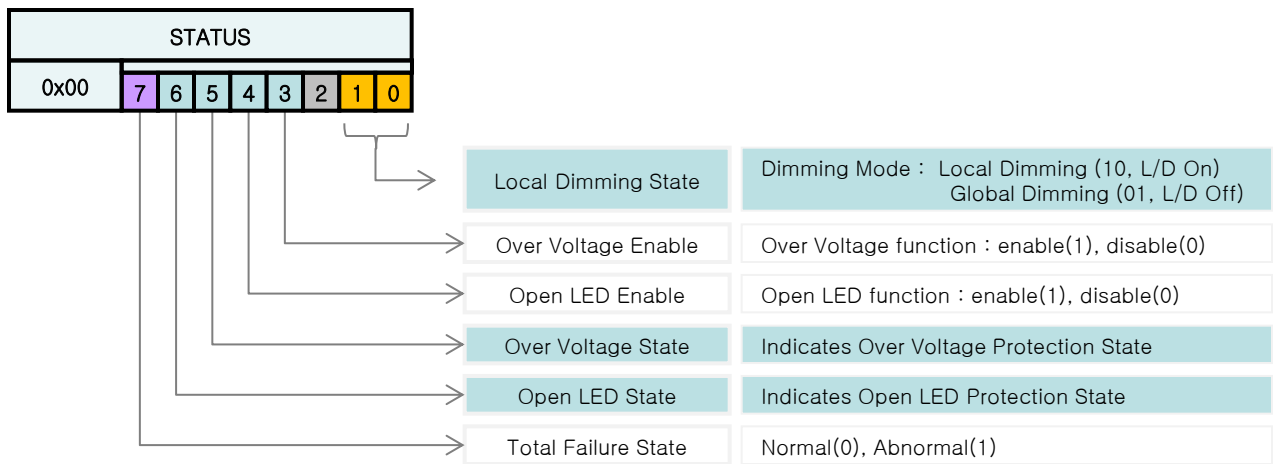 STATUS
0x00 7 6 5 4 3 2 1 0
Local Dimming State
Dimming Mode : Local Dimming (10, L/D On)
Global Dimming (01, L/D Off)
Over Voltage Enable
Over Voltage function : enable(1), disable(0)
Open LED Enable
Open LED function : enable(1), disable(0)
Over Voltage State
Indicates Over Voltage Protection State
Open LED State
Indicates Open LED Protection State
Total Failure State
Normal(0), Abnormal(1)